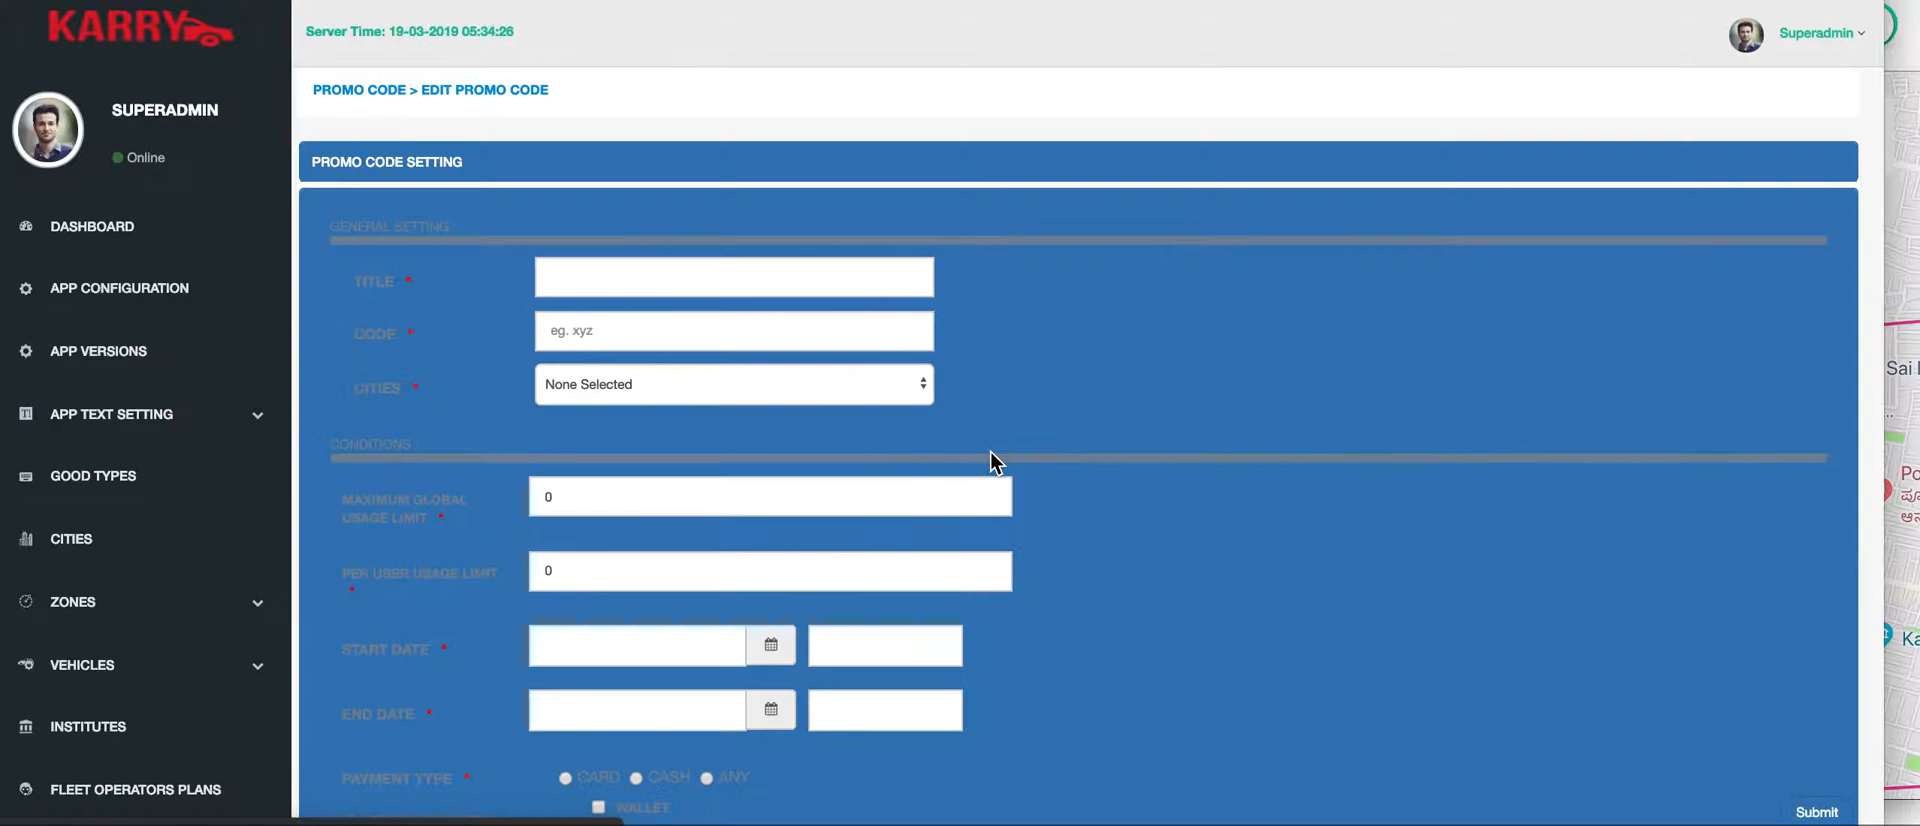 KARRY
Server Time: 19-03-2019 05:34:26
Superadmin
SUPERADMIN
Online
DASHBOARD
APP CONFIGURATION
APP VERSIONS
APP TEXT SETTING
GOOD TYPES
CITIES
ZONES
VEHICLES
INSTITUTES
FLEET OPERATORS PLANS
PROMO CODE > EDIT PROMO CODE
PROMO CODE SETTING
GENERAL SETTING
TITLE *
CODE *
eg. xyz
CITIES *
None Selected
CONDITIONS
MAXIMUM GLOBAL
USAGE LIMIT *
0
PER USER USAGE LIMIT
*
0
START DATE *
END DATE *
PAYMENT TYPE *
CARD CASH ANY
WALLET
Submit
Sai
Po
Ka